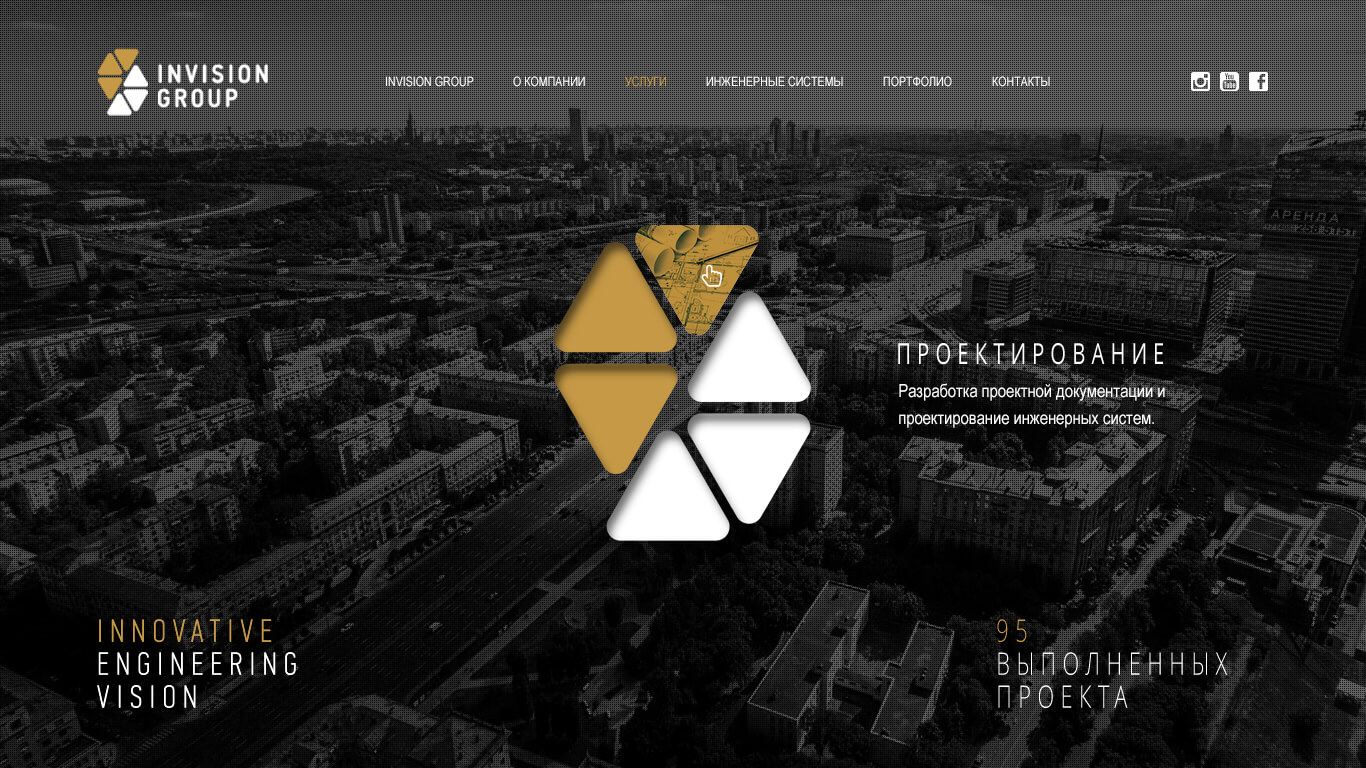 INVISION
GROUP
INVISION GROUP
О КОМПАНИИ
УСЛУГИ
ИНЖЕНЕРНЫЕ СИСТЕМЫ
ПОРТФОЛИО
КОНТАКТЫ
You
Tube
АРЕНДА
ПРОЕКТИРОВАНИЕ
Разработка проектной документации и
проектирование инженерных систем.
INNOVATIVE
ENGINEERING
VISION
95
ВЫПОЛНЕННЫХ
ПРОЕКТА